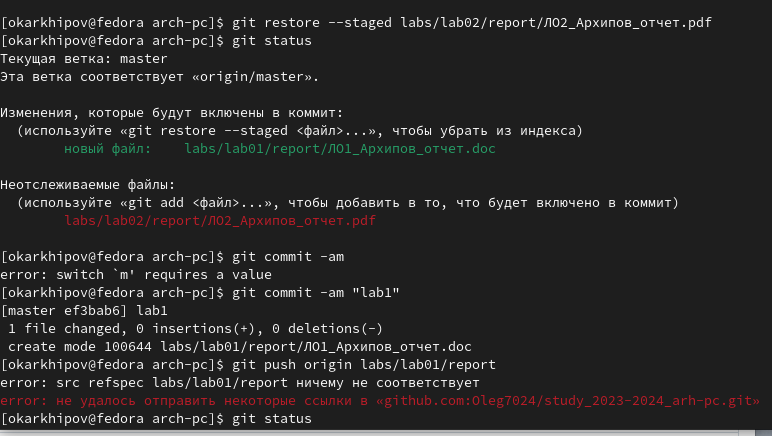 [okarkhipov@fedora arch-pc]$ git restore --staged labs/lab02/report/ЛО2_Архипов_отчет.pdf
[okarkhipov@fedora arch-pc]$ git status
Текущая ветка: master
Эта ветка соответствует «origin/master».
Изменения, которые будут включены в коммит:
  (используйте «git restore --staged <файл>...», чтобы убрать из индекса)
        новый файл:    labs/lab01/report/ЛО1_Архипов_отчет.doc
Неотслеживаемые файлы:
  (используйте «git add <файл>...», чтобы добавить в то, что будет включено в коммит)
        labs/lab02/report/ЛО2_Архипов_отчет.pdf
[okarkhipov@fedora arch-pc]$ git commit -am
error: switch `m' requires a value
[okarkhipov@fedora arch-pc]$ git commit -am "lab1"
[master ef3bab6] lab1
 1 file changed, 0 insertions(+), 0 deletions(-)
 create mode 100644 labs/lab01/report/ЛО1_Архипов_отчет.doc
[okarkhipov@fedora arch-pc]$ git push origin labs/lab01/report
error: src refspec labs/lab01/report ничему не соответствует
error: не удалось отправить некоторые ссылки в «github.com:Oleg7024/study_2023-2024_arh-pc.git»
[okarkhipov@fedora arch-pc]$ git status